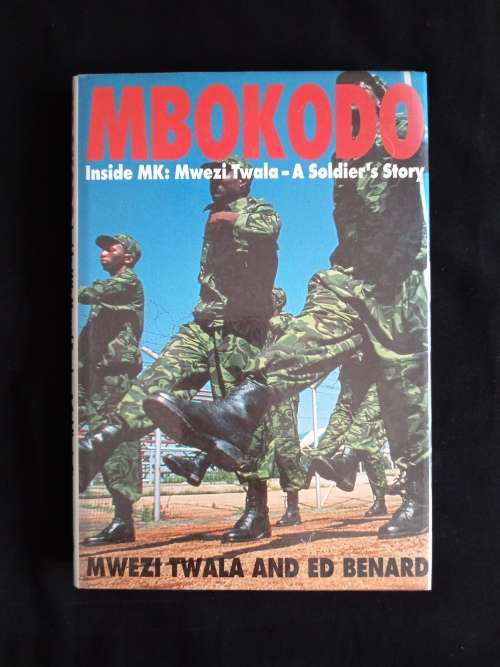 MBOKODO
Inside MK: Mwezi Twala – A Soldier's Story
MWEZI TWALA AND ED BENARD